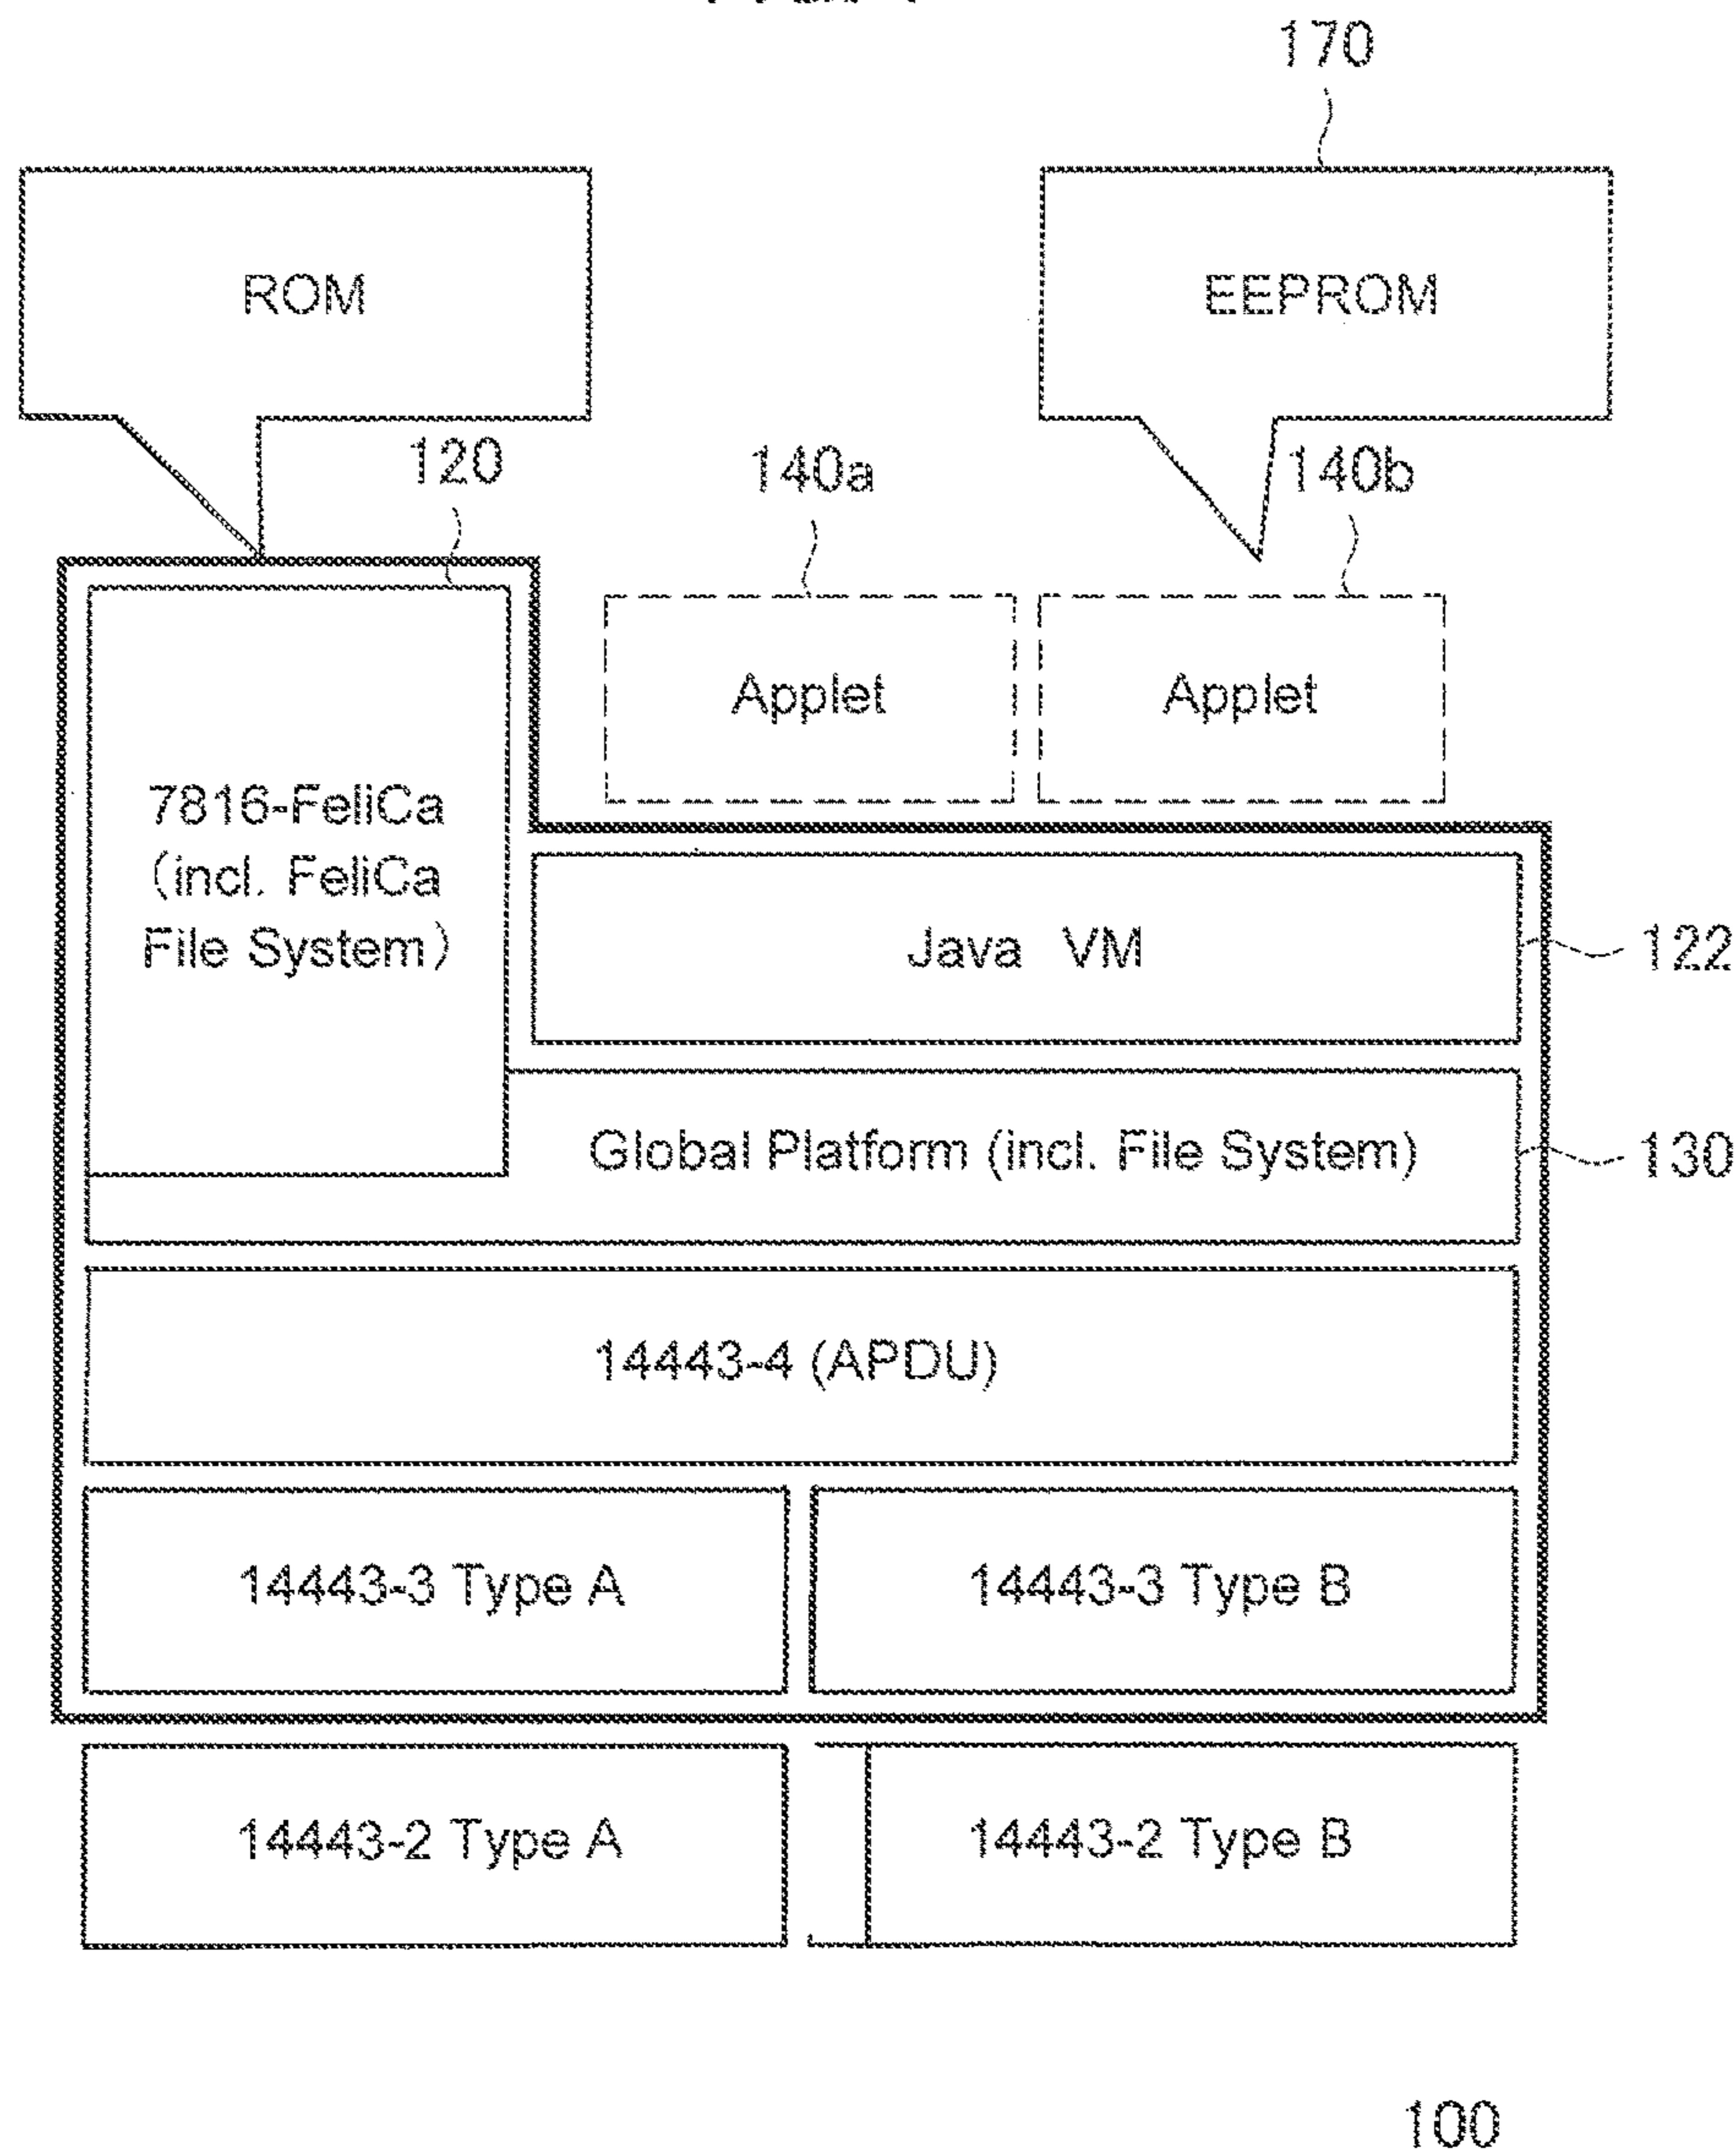 170
ROM
EEPROM
120
140a
140b
Applet
Applet
7816-FeliCa
(incl. FeliCa
File System)
Java VM
122
Global Platform (incl. File System)
130
14443-4 (APDU)
14443-3 Type A
14443-3 Type B
14443-2 Type A
14443-2 Type B
100